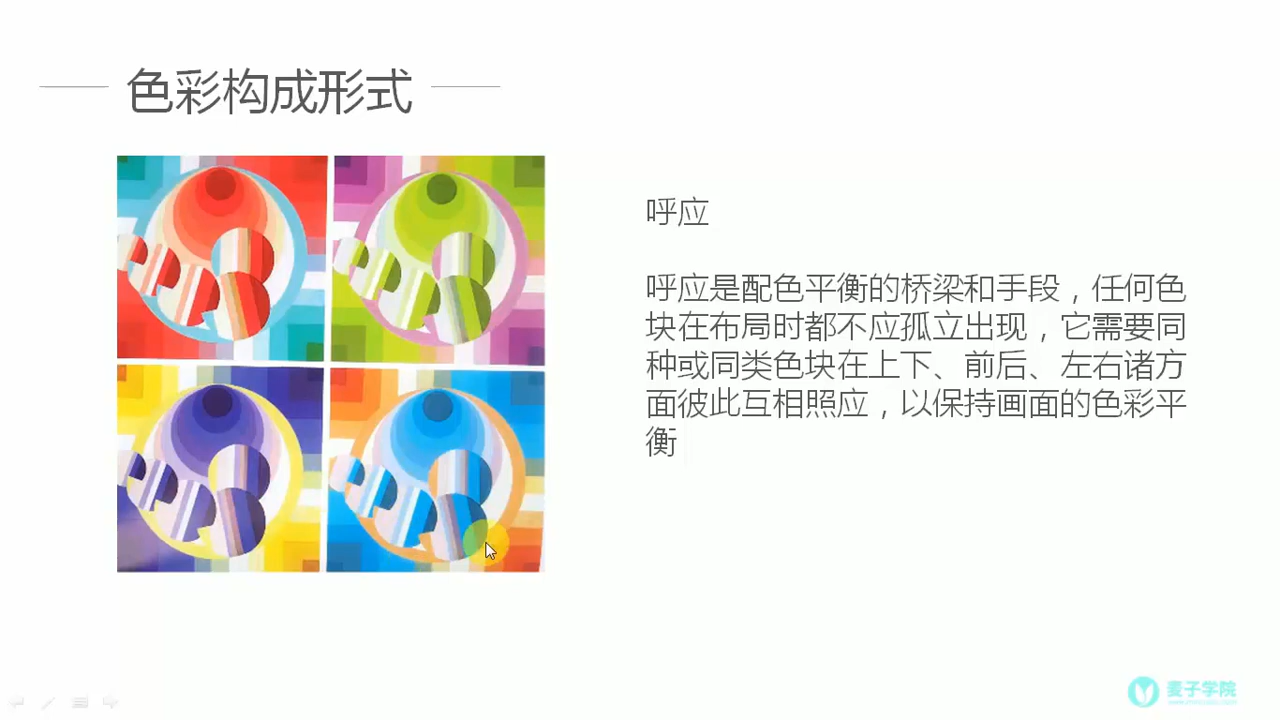 色彩构成形式
呼应
呼应是配色平衡的桥梁和手段，任何色
块在布局时都不应孤立出现，它需要同
种或同类色块在上下、前后、左右诸方
面彼此互相照应，以保持画面的色彩平
衡
麦子学院